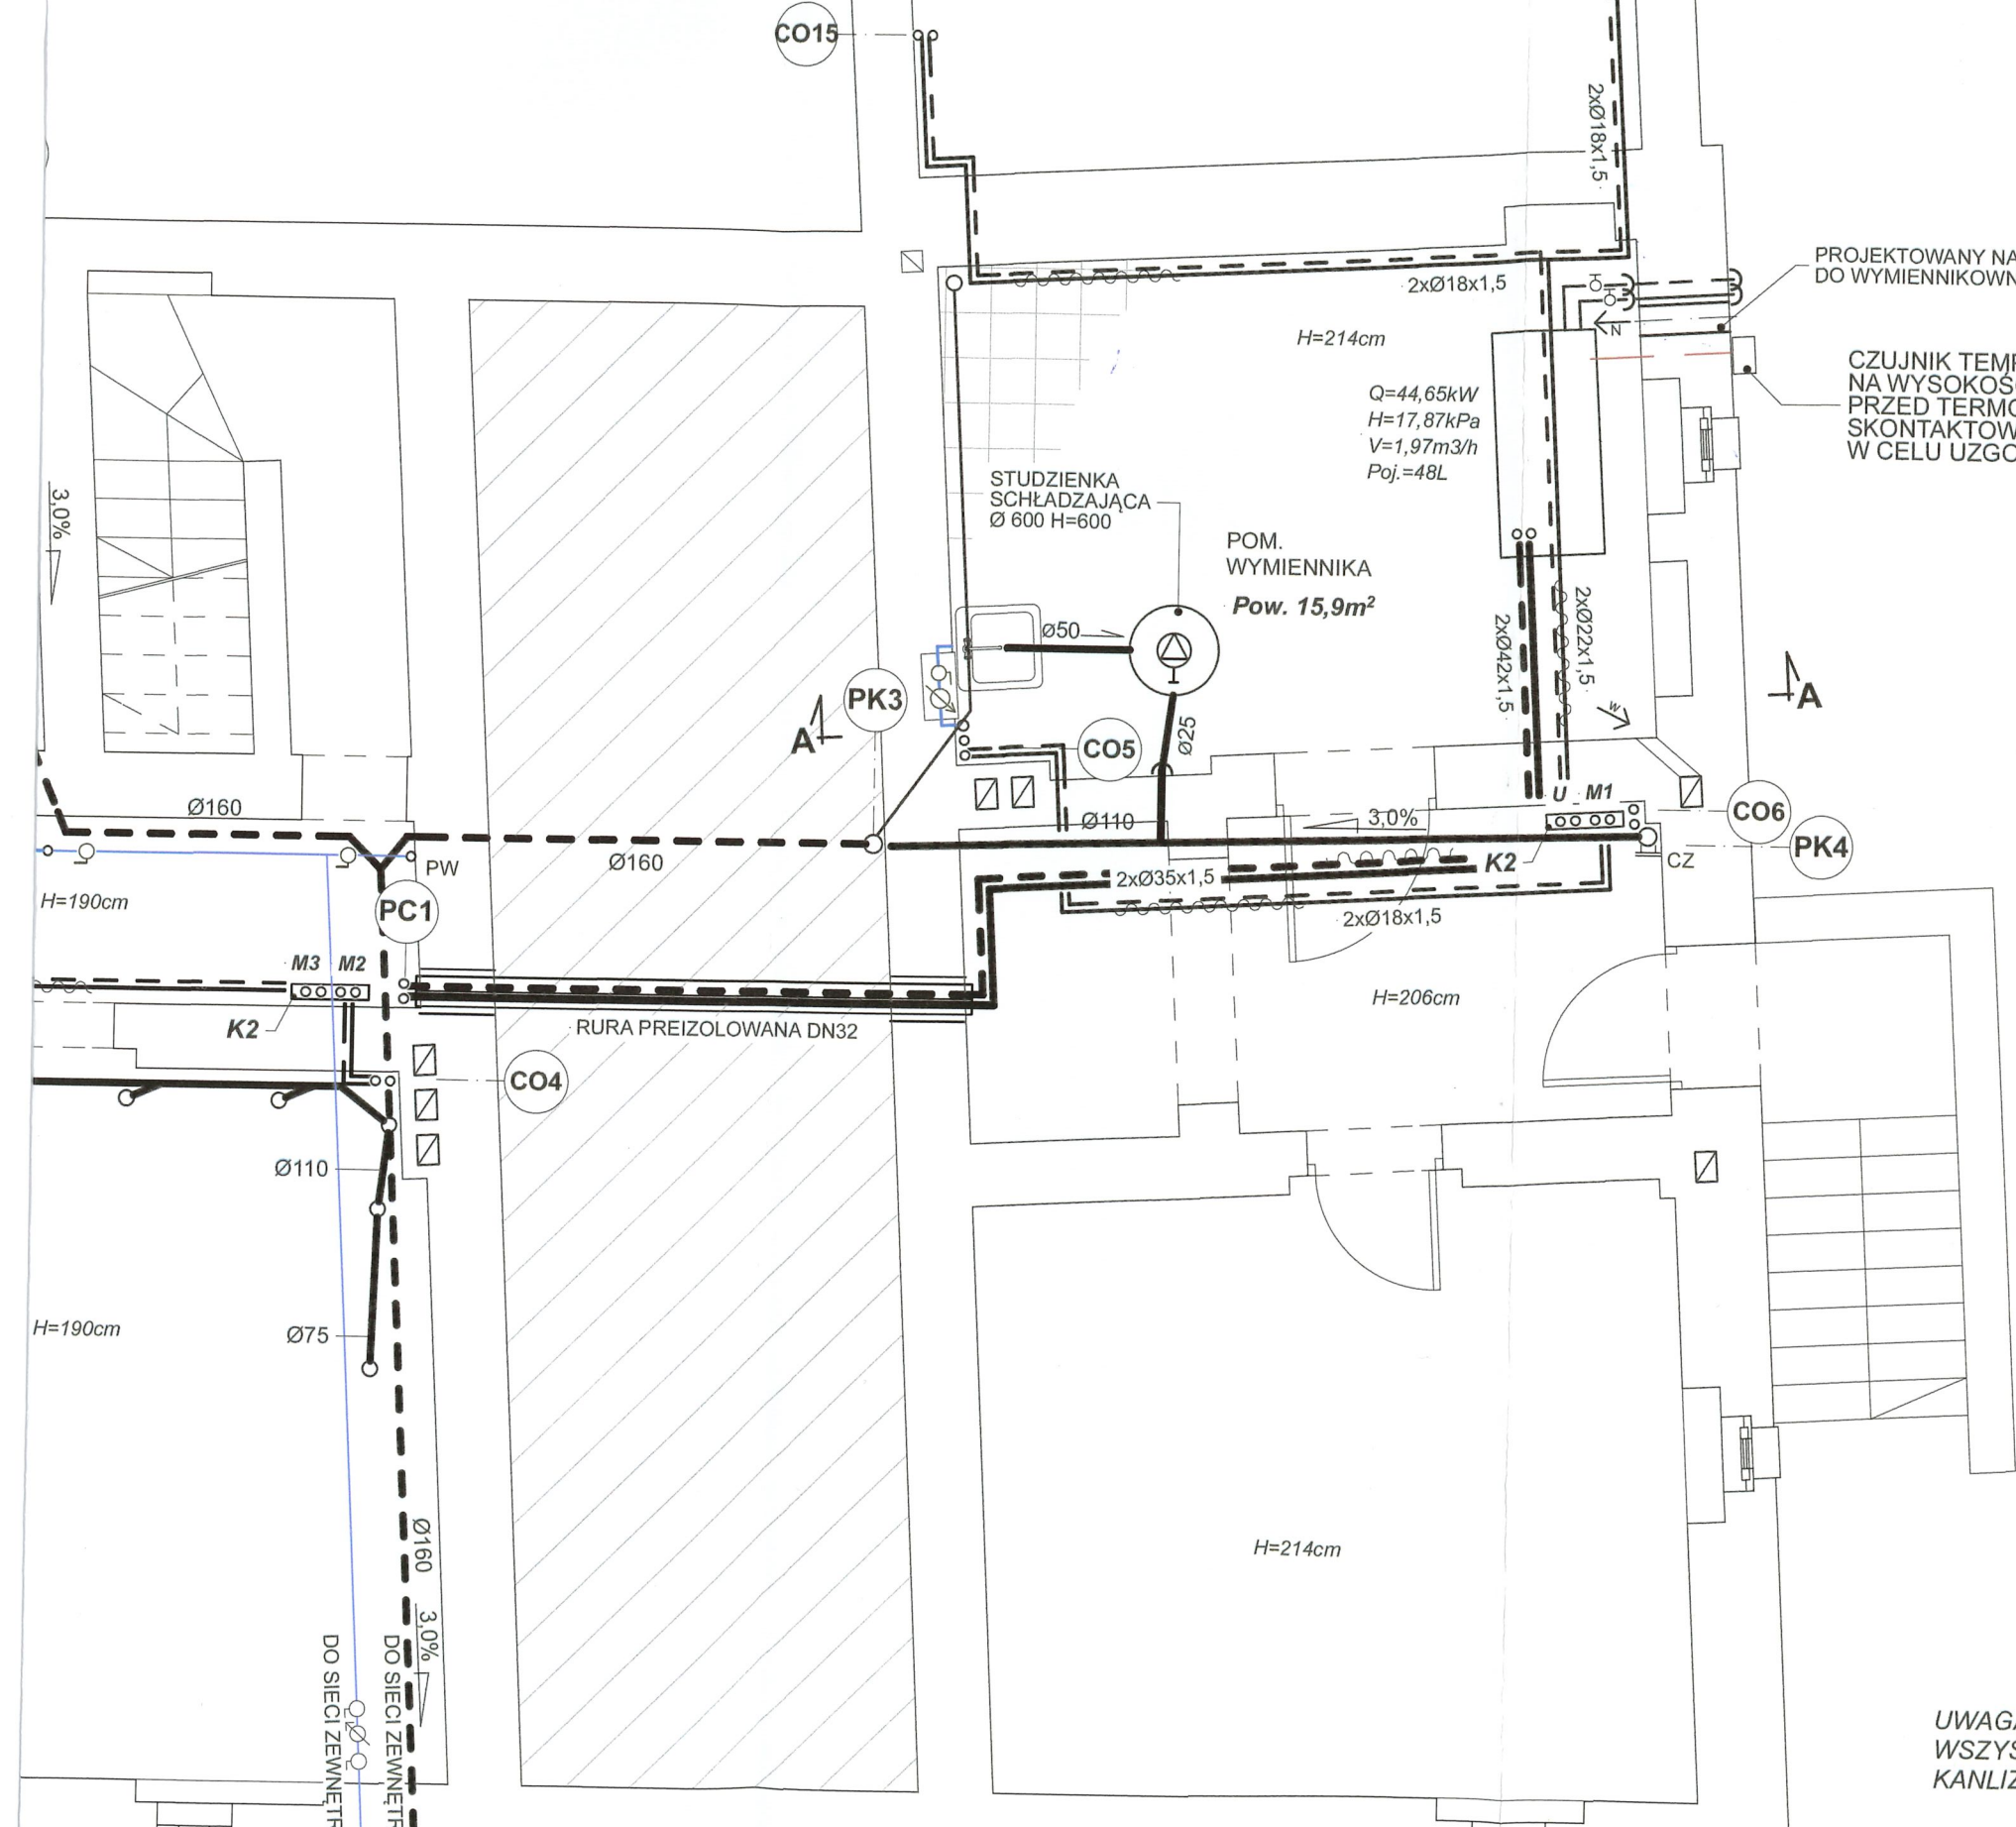 CO15
2xØ18x1,5
PROJEKTOWANY NA
DO WYMIENNIKOWN
2xØ18x1,5
N
H=214cm
CZUJNIK TEMP
NA WYSOKOŚ
PRZED TERMO
SKONTAKTOW
W CELU UZGO
Q=44,65kW
H=17,87kPa
V=1,97m3/h
Poj.=48L
3,0%
STUDZIENKA
SCHŁADZAJĄCA
Ø 600 H=600
POM.
WYMIENNIKA
Pow. 15,9m²
Ø50
2xØ42x1,5
2xØ22x1,5
PK3
A
A
W
Ø25
CO5
U M1
CO6
Ø160
Ø110
3,0%
PK4
Ø160
PW
K2
CZ
2xØ35x1,5
H=190cm
PC1
2xØ18x1,5
M3 M2
H=206cm
K2
RURA PREIZOLOWANA DN32
CO4
Ø110
H=190cm
Ø75
Ø160
H=214cm
3,0%
DO SIECI ZEWNĘTR
DO SIECI ZEWNĘTR
UWAGA
WSZYS
KANLIZ